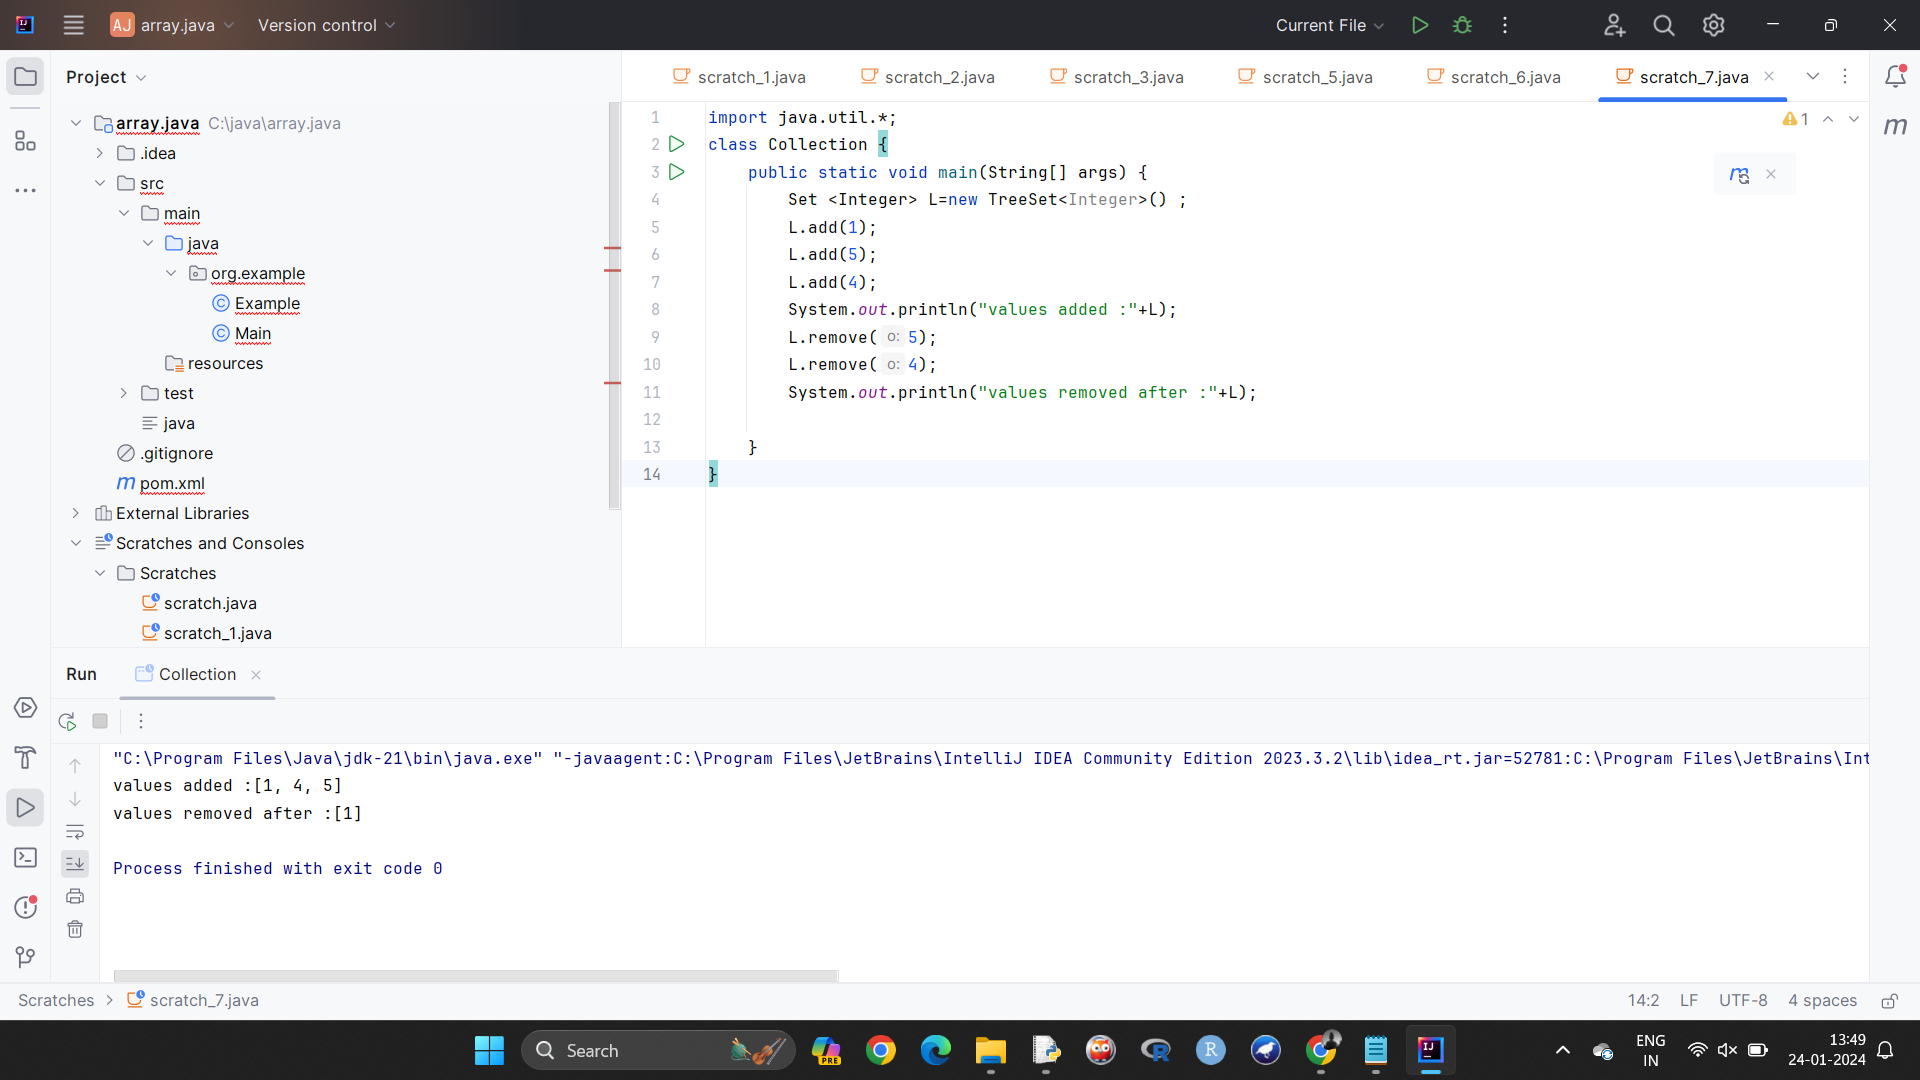 AJ array.java Version control Current File
Project
scratch_1.java scratch_2.java scratch_3.java scratch_5.java scratch_6.java scratch_7.java
array.java C:\java\array.java
.idea
src
main
java
org.example
Example
Main
resources
test
java
.gitignore
pom.xml
External Libraries
Scratches and Consoles
Scratches
scratch.java
scratch_1.java
1 import java.util.*;
2 class Collection {
3 public static void main(String[] args) {
4 Set <Integer> L=new TreeSet<Integer>() ;
5 L.add(1);
6 L.add(5);
7 L.add(4);
8 System.out.println("values added :"+L);
9 L.remove( o: 5);
10 L.remove( o: 4);
11 System.out.println("values removed after :"+L);
12
13 }
14 }
1
m
Run Collection
"C:\Program Files\Java\jdk-21\bin\java.exe" "-javaagent:C:\Program Files\JetBrains\IntelliJ IDEA Community Edition 2023.3.2\lib\idea_rt.jar=52781:C:\Program Files\JetBrains\Int
values added :[1, 4, 5]
values removed after :[1]
Process finished with exit code 0
Scratches scratch_7.java 14:2 LF UTF-8 4 spaces
Search PRE
ENG
IN
13:49
24-01-2024